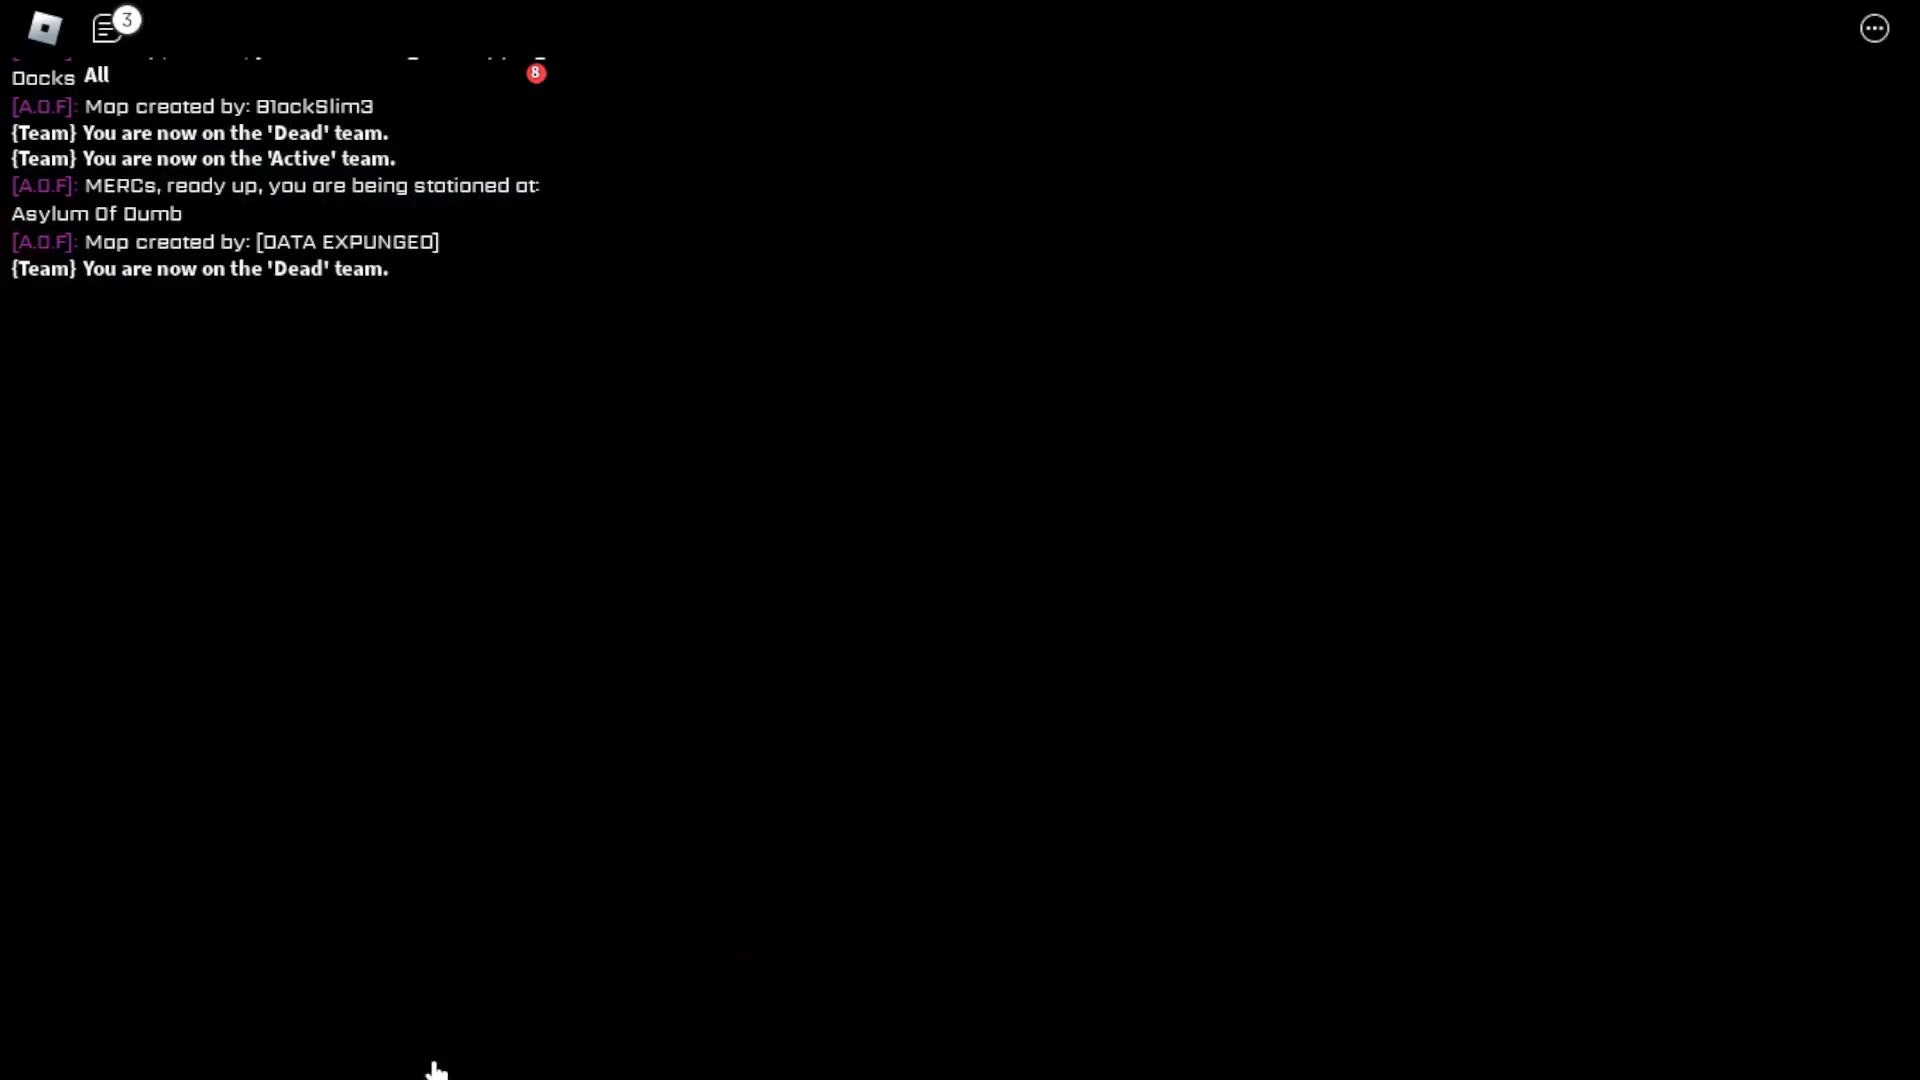 3
Docks All
8
[A.O.F]: Map created by: B1ackSlim3
{Team} You are now on the 'Dead' team.
{Team} You are now on the 'Active' team.
[A.O.F]: MERCs, ready up, you are being stationed at:
Asylum Of Dumb
[A.O.F]: Map created by: [DATA EXPUNGED]
{Team} You are now on the 'Dead' team.